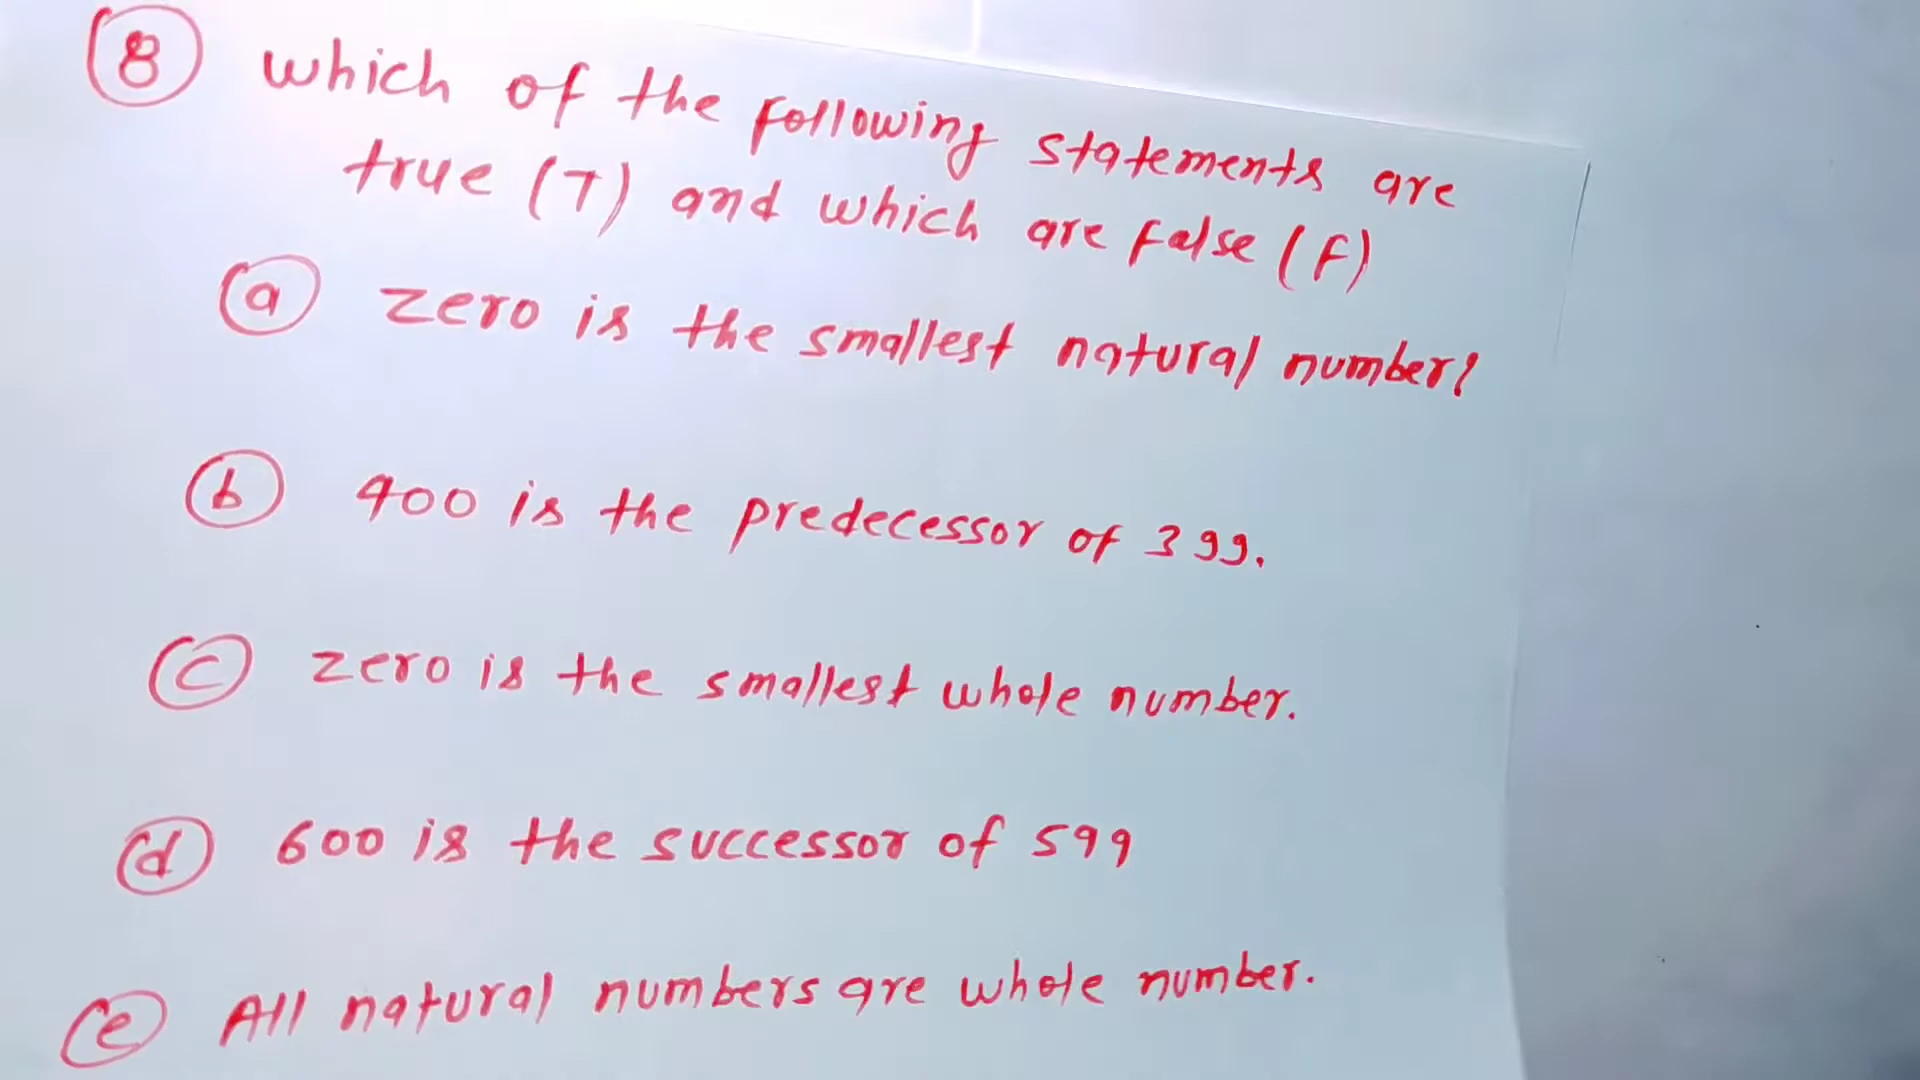 8 which of the following statements are
true (T) and which are false (F)
a zero is the smallest natural number?
b 400 is the predecessor of 399.
c zero is the smallest whole number.
d 600 is the successor of 599
e All natural numbers are whole number.